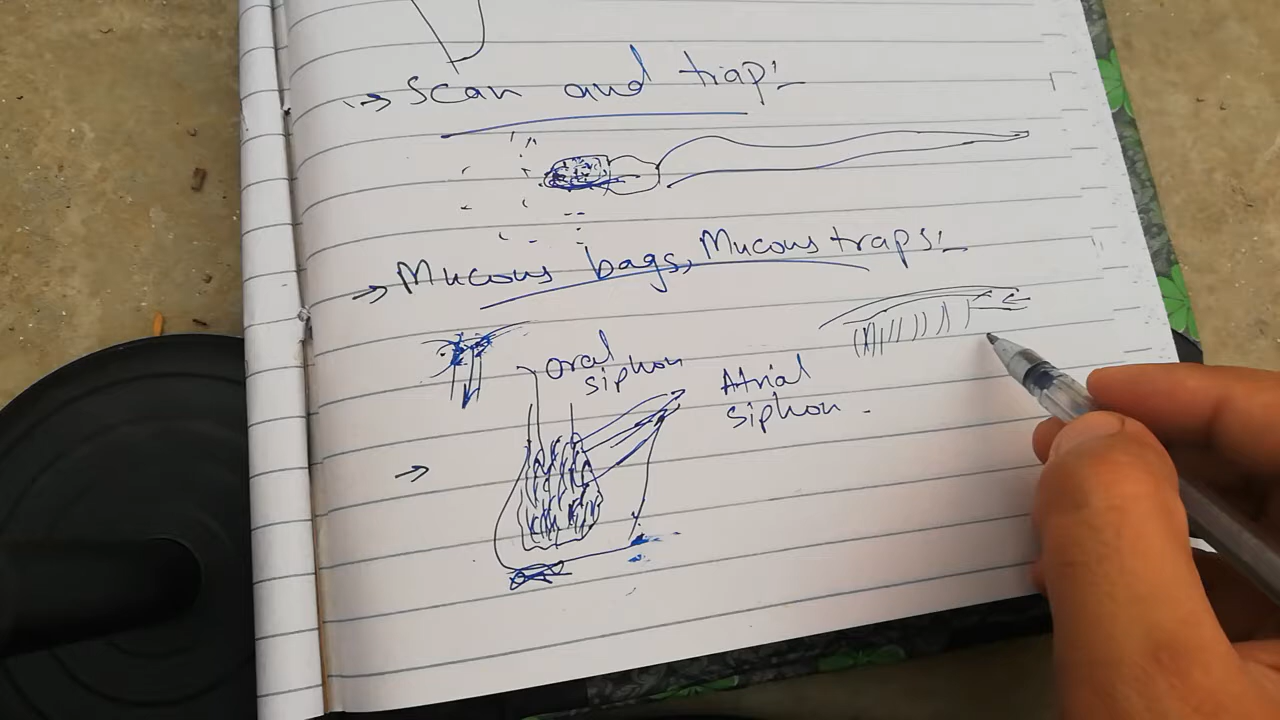 → Scan and trap:-
→ Mucous bags, Mucous traps:-
oral
siphon
Atrial
siphon -
→